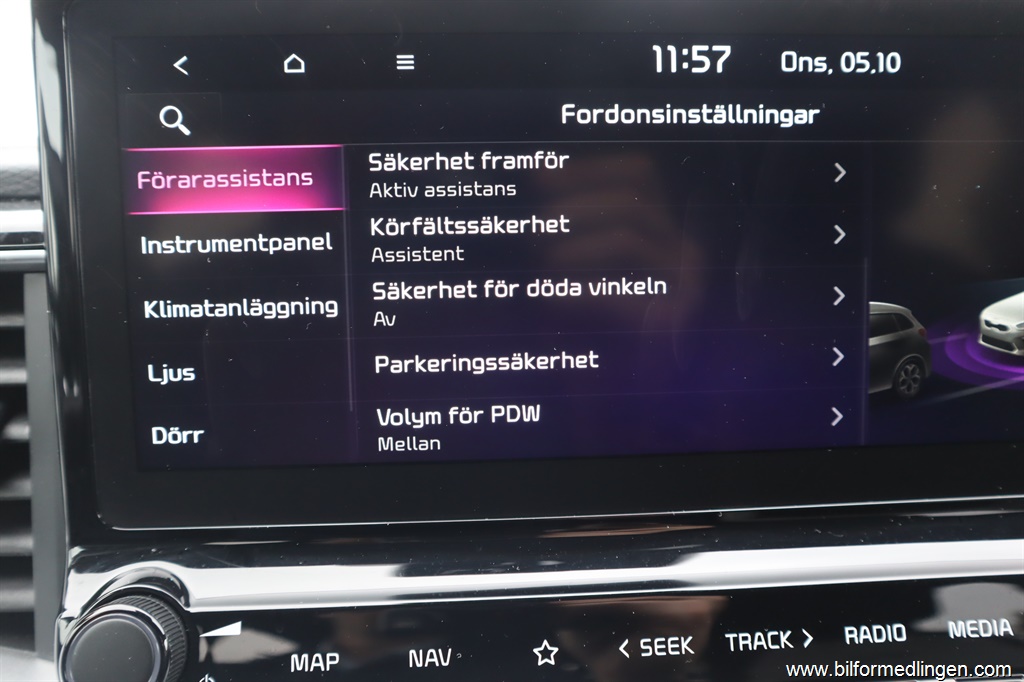 11:57 Ons, 05.10
Fordonsinställningar
Förarassistans
Instrumentpanel
Klimatanläggning
Ljus
Dörr
Säkerhet framför
Aktiv assistans
Körfältssäkerhet
Assistent
Säkerhet för döda vinkeln
Av
Parkeringssäkerhet
Volym för PDW
Mellan
MAP NAV ☆ < SEEK TRACK > RADIO MEDIA
www.bilformedlingen.com